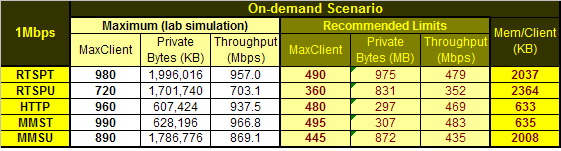 1Mbps On-demand Scenario
Maximum (lab simulation) Recommended Limits Mem/Client (KB)
MaxClient Private Bytes (KB) Throughput (Mbps) MaxClient Private Bytes (MB) Throughput (Mbps)
RTSPT 980 1,996,016 957.0 490 975 479 2037
RTSPU 720 1,701,740 703.1 360 831 352 2364
HTTP 960 607,424 937.5 480 297 469 633
MMST 990 628,196 966.8 495 307 483 635
MMSU 890 1,786,776 869.1 445 872 435 2008